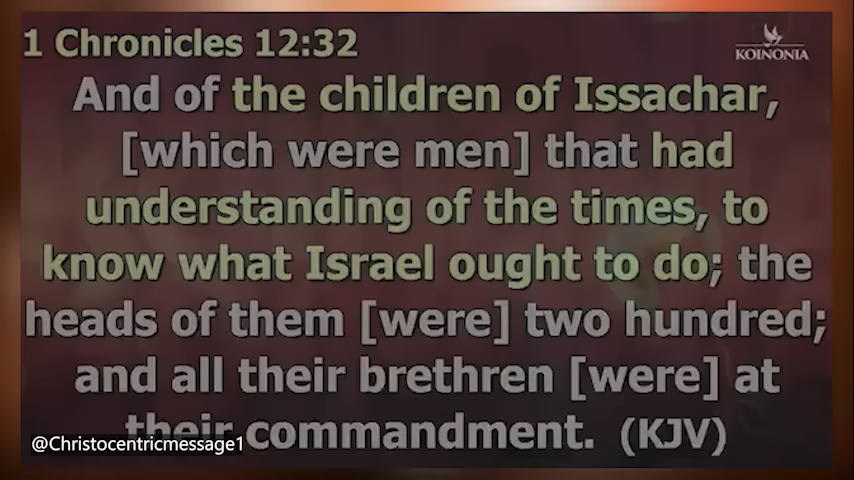 1 Chronicles 12:32
KOINONIA
And of the children of Issachar,
[which were men] that had
understanding of the times, to
know what Israel ought to do; the
heads of them [were] two hundred;
and all their brethren [were] at
their commandment. (KJV)
@Christocentricmessage1